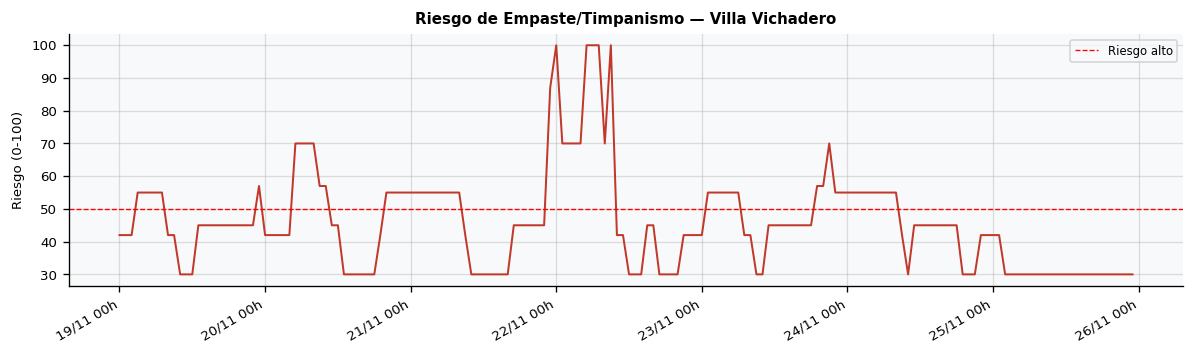 Riesgo de Empaste/Timpanismo — Villa Vichadero
Riesgo alto
Riesgo (0-100)
100
90
80
70
60
50
40
30
19/11 00h
20/11 00h
21/11 00h
22/11 00h
23/11 00h
24/11 00h
25/11 00h
26/11 00h